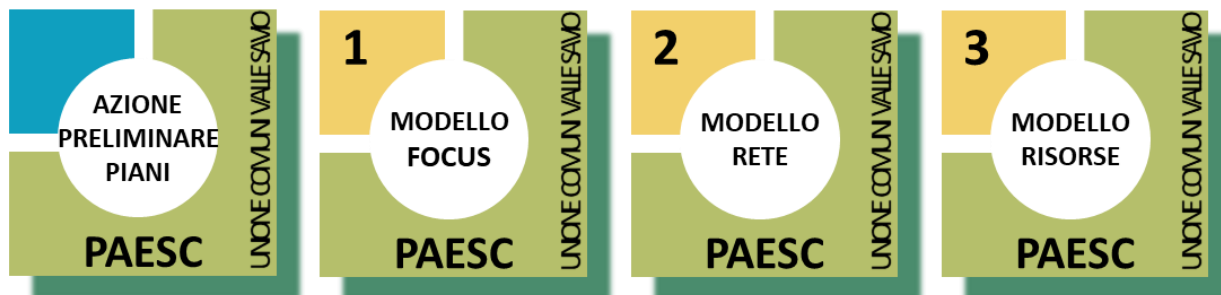 AZIONE
PRELIMINARE
PIANI
PAESC
UNIONE COMUNI VALLE SAVIO
1
MODELLO
FOCUS
PAESC
UNIONE COMUNI VALLE SAVIO
2
MODELLO
RETE
PAESC
UNIONE COMUNI VALLE SAVIO
3
MODELLO
RISORSE
PAESC
UNIONE COMUNI VALLE SAVIO